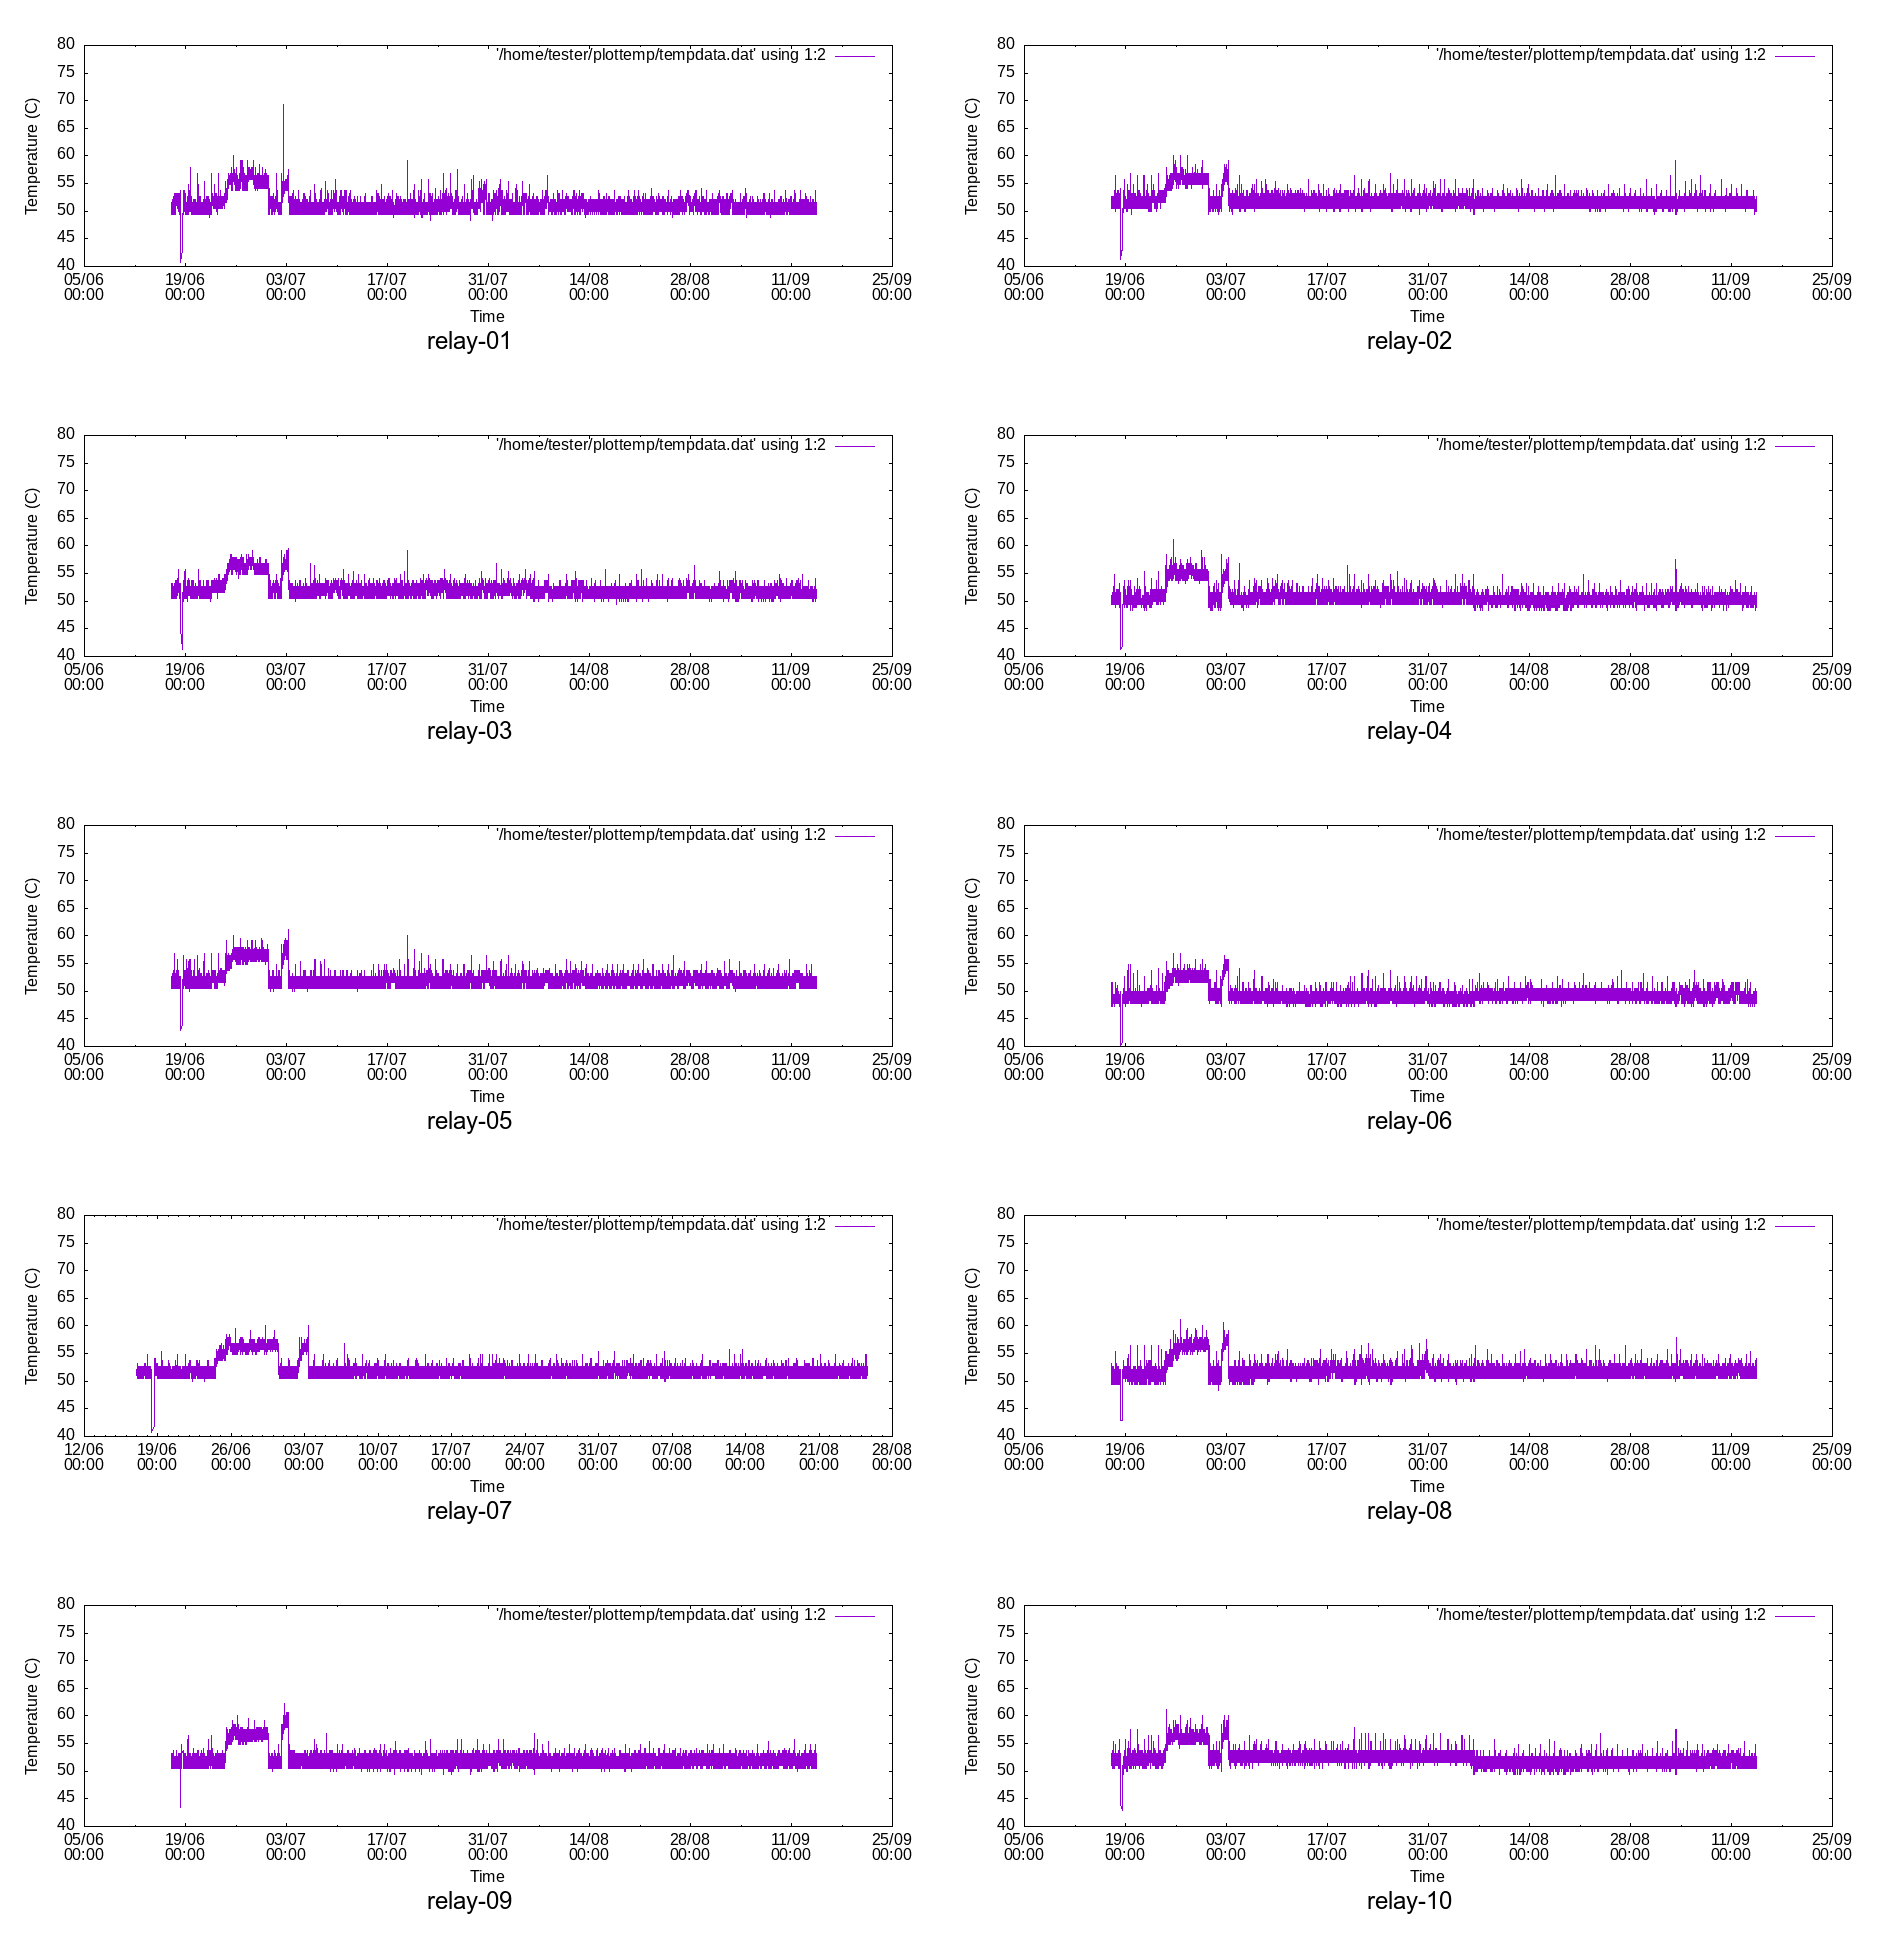 80 '/home/tester/plottemp/tempdata.dat' using 1:2
75
70
65
60
55
50
45
40
Temperature (C)
05/06 19/06 03/07 17/07 31/07 14/08 28/08 11/09 25/09
00:00 00:00 00:00 00:00 00:00 00:00 00:00 00:00 00:00
Time
relay-01
80 '/home/tester/plottemp/tempdata.dat' using 1:2
75
70
65
60
55
50
45
40
Temperature (C)
05/06 19/06 03/07 17/07 31/07 14/08 28/08 11/09 25/09
00:00 00:00 00:00 00:00 00:00 00:00 00:00 00:00 00:00
Time
relay-02
80 '/home/tester/plottemp/tempdata.dat' using 1:2
75
70
65
60
55
50
45
40
Temperature (C)
05/06 19/06 03/07 17/07 31/07 14/08 28/08 11/09 25/09
00:00 00:00 00:00 00:00 00:00 00:00 00:00 00:00 00:00
Time
relay-03
80 '/home/tester/plottemp/tempdata.dat' using 1:2
75
70
65
60
55
50
45
40
Temperature (C)
05/06 19/06 03/07 17/07 31/07 14/08 28/08 11/09 25/09
00:00 00:00 00:00 00:00 00:00 00:00 00:00 00:00 00:00
Time
relay-04
80 '/home/tester/plottemp/tempdata.dat' using 1:2
75
70
65
60
55
50
45
40
Temperature (C)
05/06 19/06 03/07 17/07 31/07 14/08 28/08 11/09 25/09
00:00 00:00 00:00 00:00 00:00 00:00 00:00 00:00 00:00
Time
relay-05
80 '/home/tester/plottemp/tempdata.dat' using 1:2
75
70
65
60
55
50
45
40
Temperature (C)
05/06 19/06 03/07 17/07 31/07 14/08 28/08 11/09 25/09
00:00 00:00 00:00 00:00 00:00 00:00 00:00 00:00 00:00
Time
relay-06
80 '/home/tester/plottemp/tempdata.dat' using 1:2
75
70
65
60
55
50
45
40
Temperature (C)
12/06 19/06 26/06 03/07 10/07 17/07 24/07 31/07 07/08 14/08 21/08 28/08
00:00 00:00 00:00 00:00 00:00 00:00 00:00 00:00 00:00 00:00 00:00 00:00
Time
relay-07
80 '/home/tester/plottemp/tempdata.dat' using 1:2
75
70
65
60
55
50
45
40
Temperature (C)
05/06 19/06 03/07 17/07 31/07 14/08 28/08 11/09 25/09
00:00 00:00 00:00 00:00 00:00 00:00 00:00 00:00 00:00
Time
relay-08
80 '/home/tester/plottemp/tempdata.dat' using 1:2
75
70
65
60
55
50
45
40
Temperature (C)
05/06 19/06 03/07 17/07 31/07 14/08 28/08 11/09 25/09
00:00 00:00 00:00 00:00 00:00 00:00 00:00 00:00 00:00
Time
relay-09
80 '/home/tester/plottemp/tempdata.dat' using 1:2
75
70
65
60
55
50
45
40
Temperature (C)
05/06 19/06 03/07 17/07 31/07 14/08 28/08 11/09 25/09
00:00 00:00 00:00 00:00 00:00 00:00 00:00 00:00 00:00
Time
relay-10